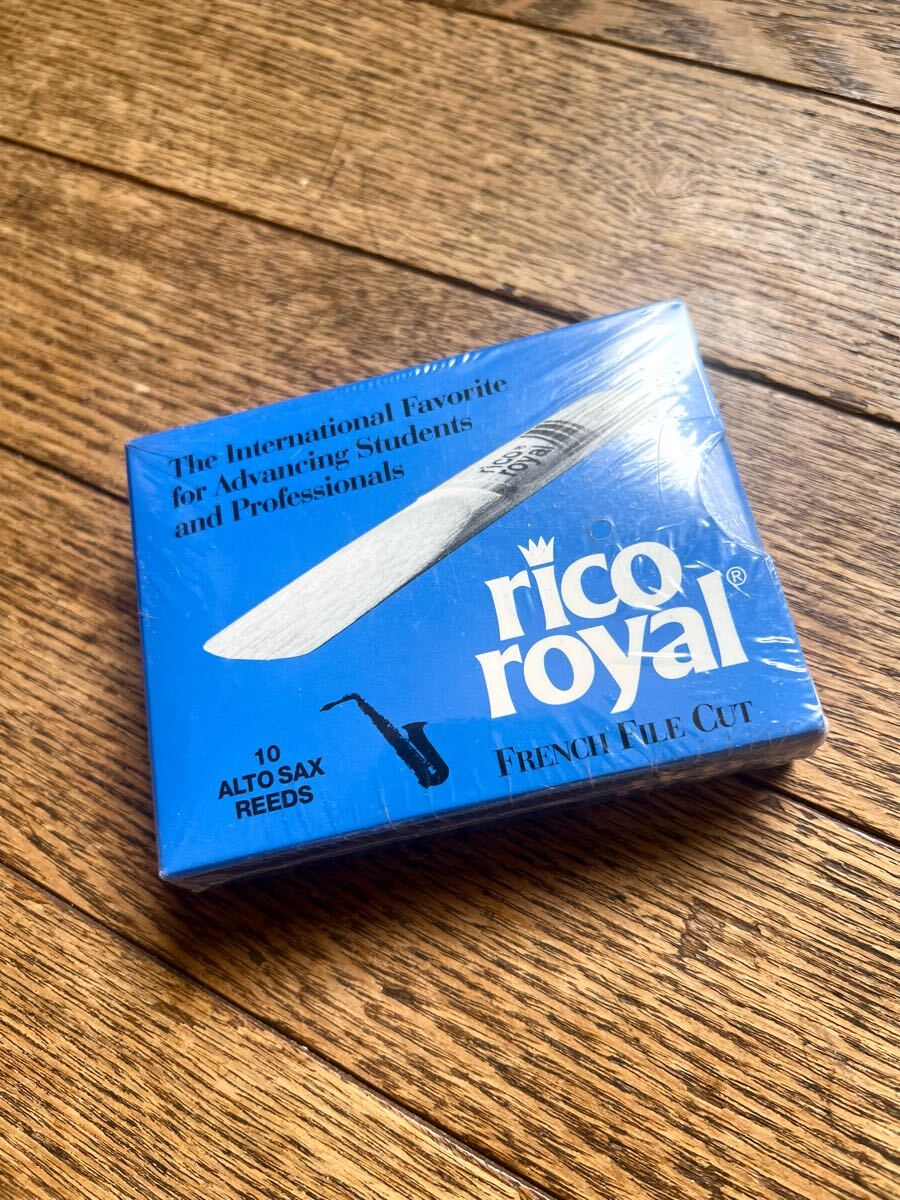 The International Favorite
for Advancing Students
and Professionals
rico®
royal
rico
royal®
FRENCH FILE CUT
10
ALTO SAX
REEDS